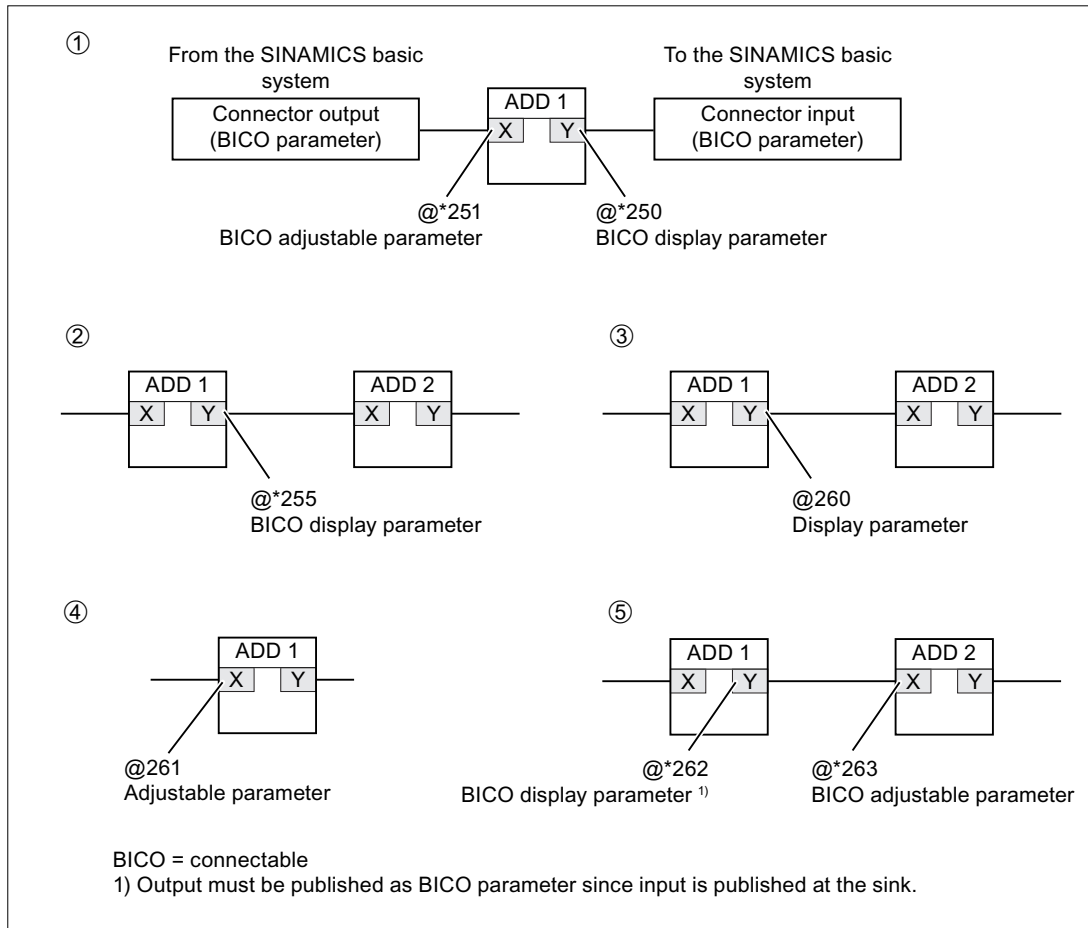 ①
From the SINAMICS basic
system
To the SINAMICS basic
system
Connector output
(BICO parameter)
ADD 1
X Y
Connector input
(BICO parameter)
@*251
BICO adjustable parameter
@*250
BICO display parameter
②
ADD 1
X Y
ADD 2
X Y
@*255
BICO display parameter
③
ADD 1
X Y
ADD 2
X Y
@260
Display parameter
④
ADD 1
X Y
@261
Adjustable parameter
⑤
ADD 1
X Y
ADD 2
X Y
@*262
BICO display parameter 1)
@*263
BICO adjustable parameter
BICO = connectable
1) Output must be published as BICO parameter since input is published at the sink.